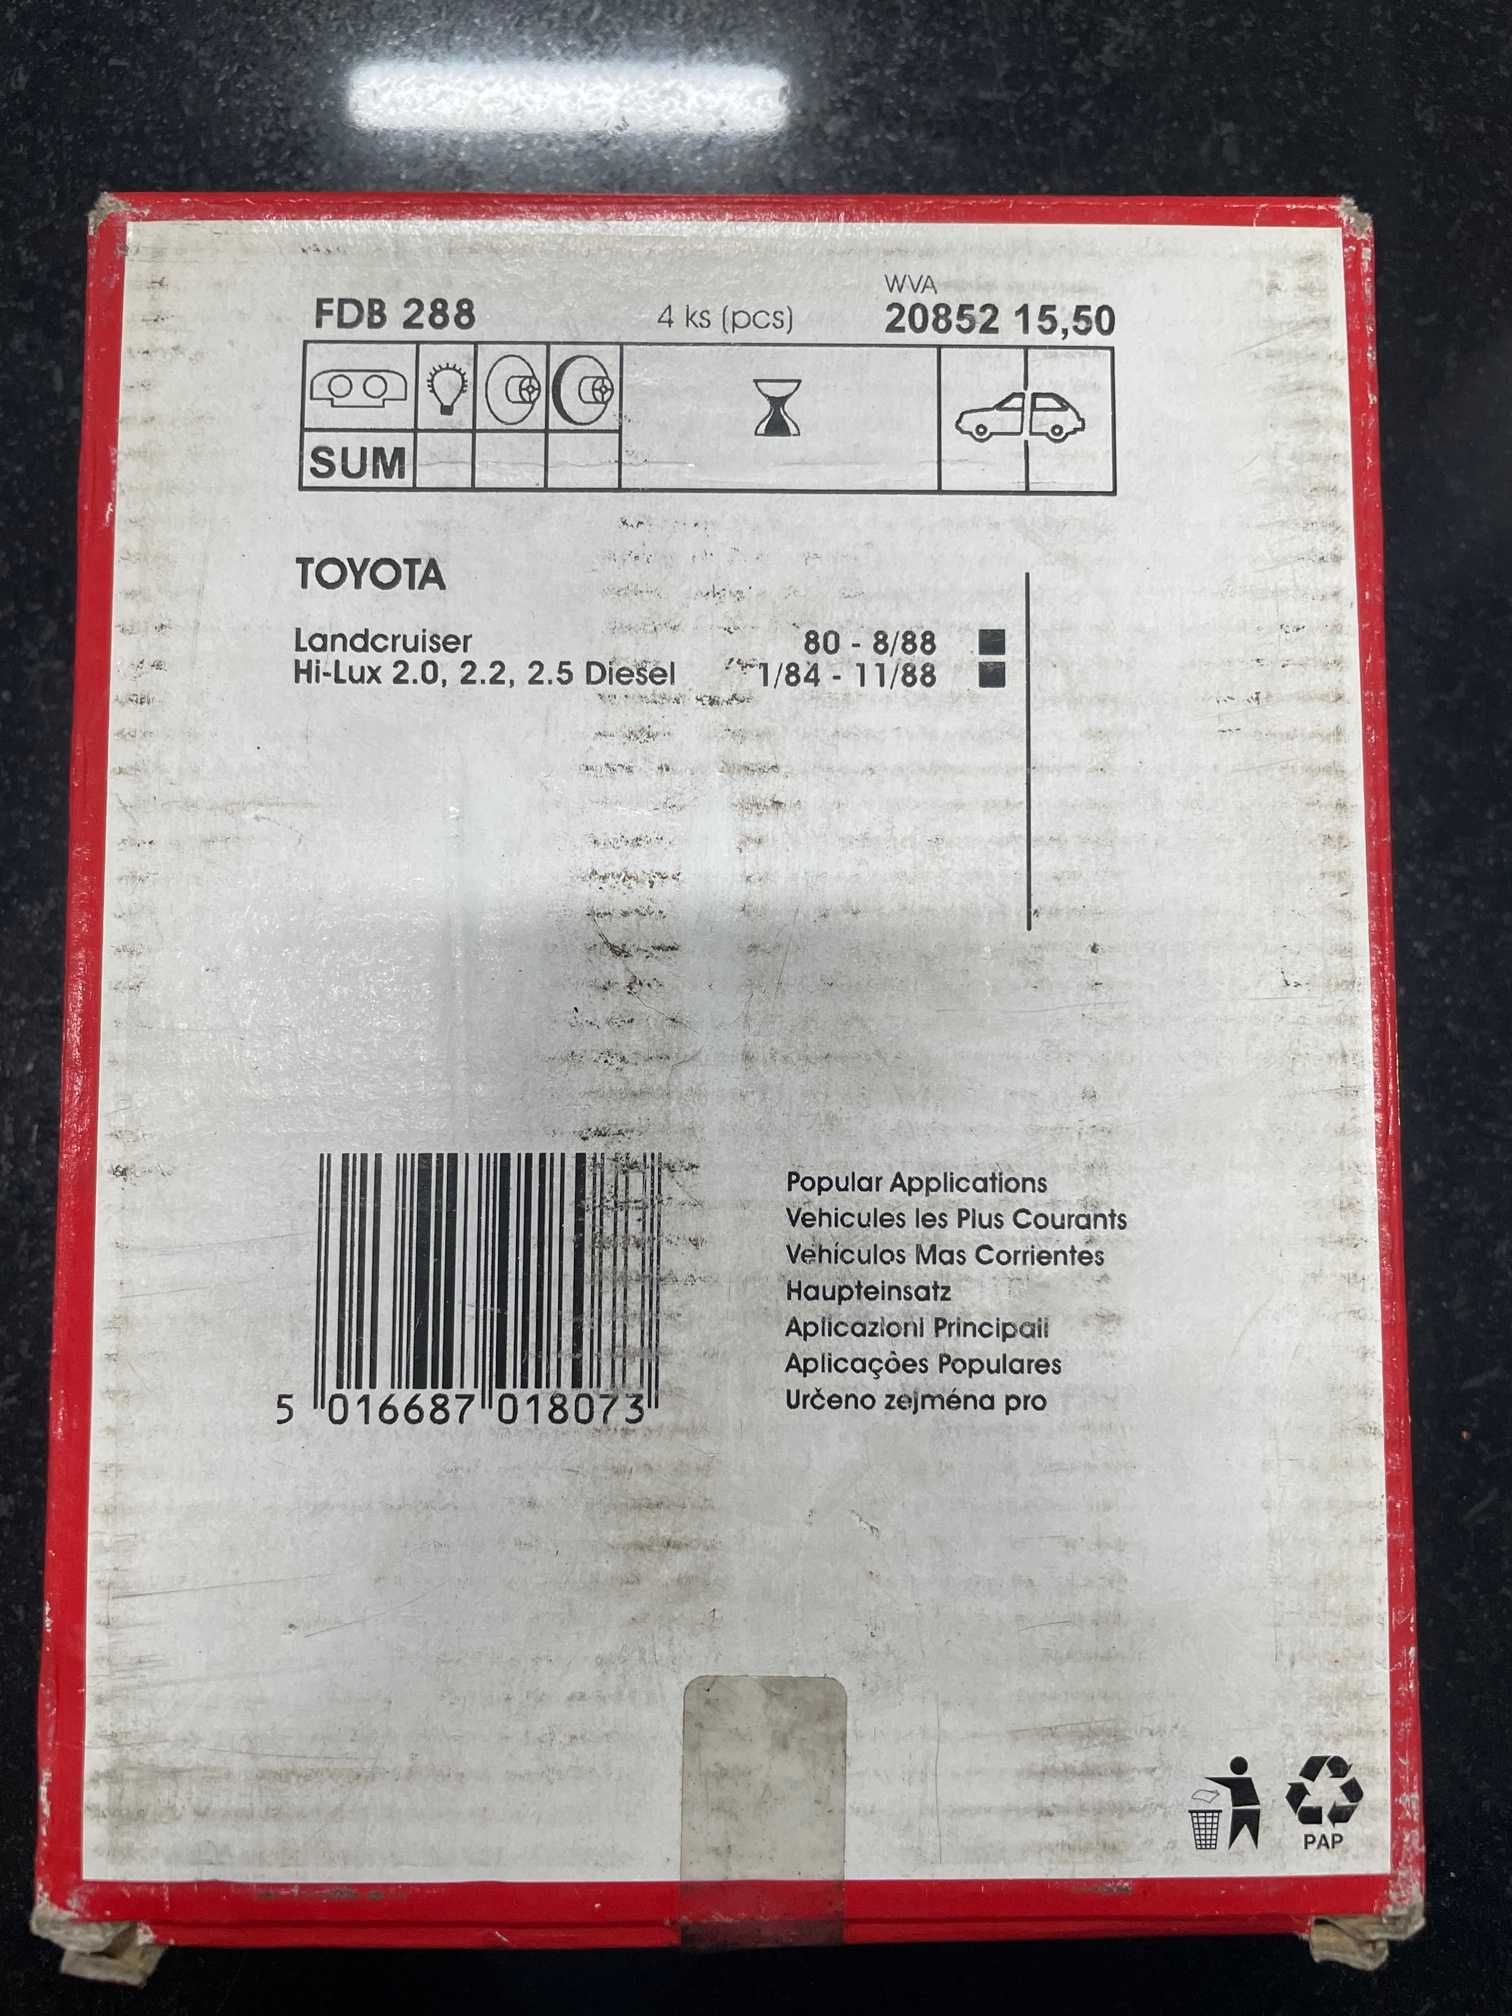 WVA
FDB 288 4 ks (pcs) 20852 15,50
SUM
TOYOTA
Landcruiser 80 - 8/88
Hi-Lux 2.0, 2.2, 2.5 Diesel 1/84 - 11/88
Popular Applications
Vehicules les Plus Courants
Vehículos Mas Corrientes
Haupteinsatz
Aplicazioni Principali
Aplicações Populares
Určeno zejména pro
5 016687 018073
PAP